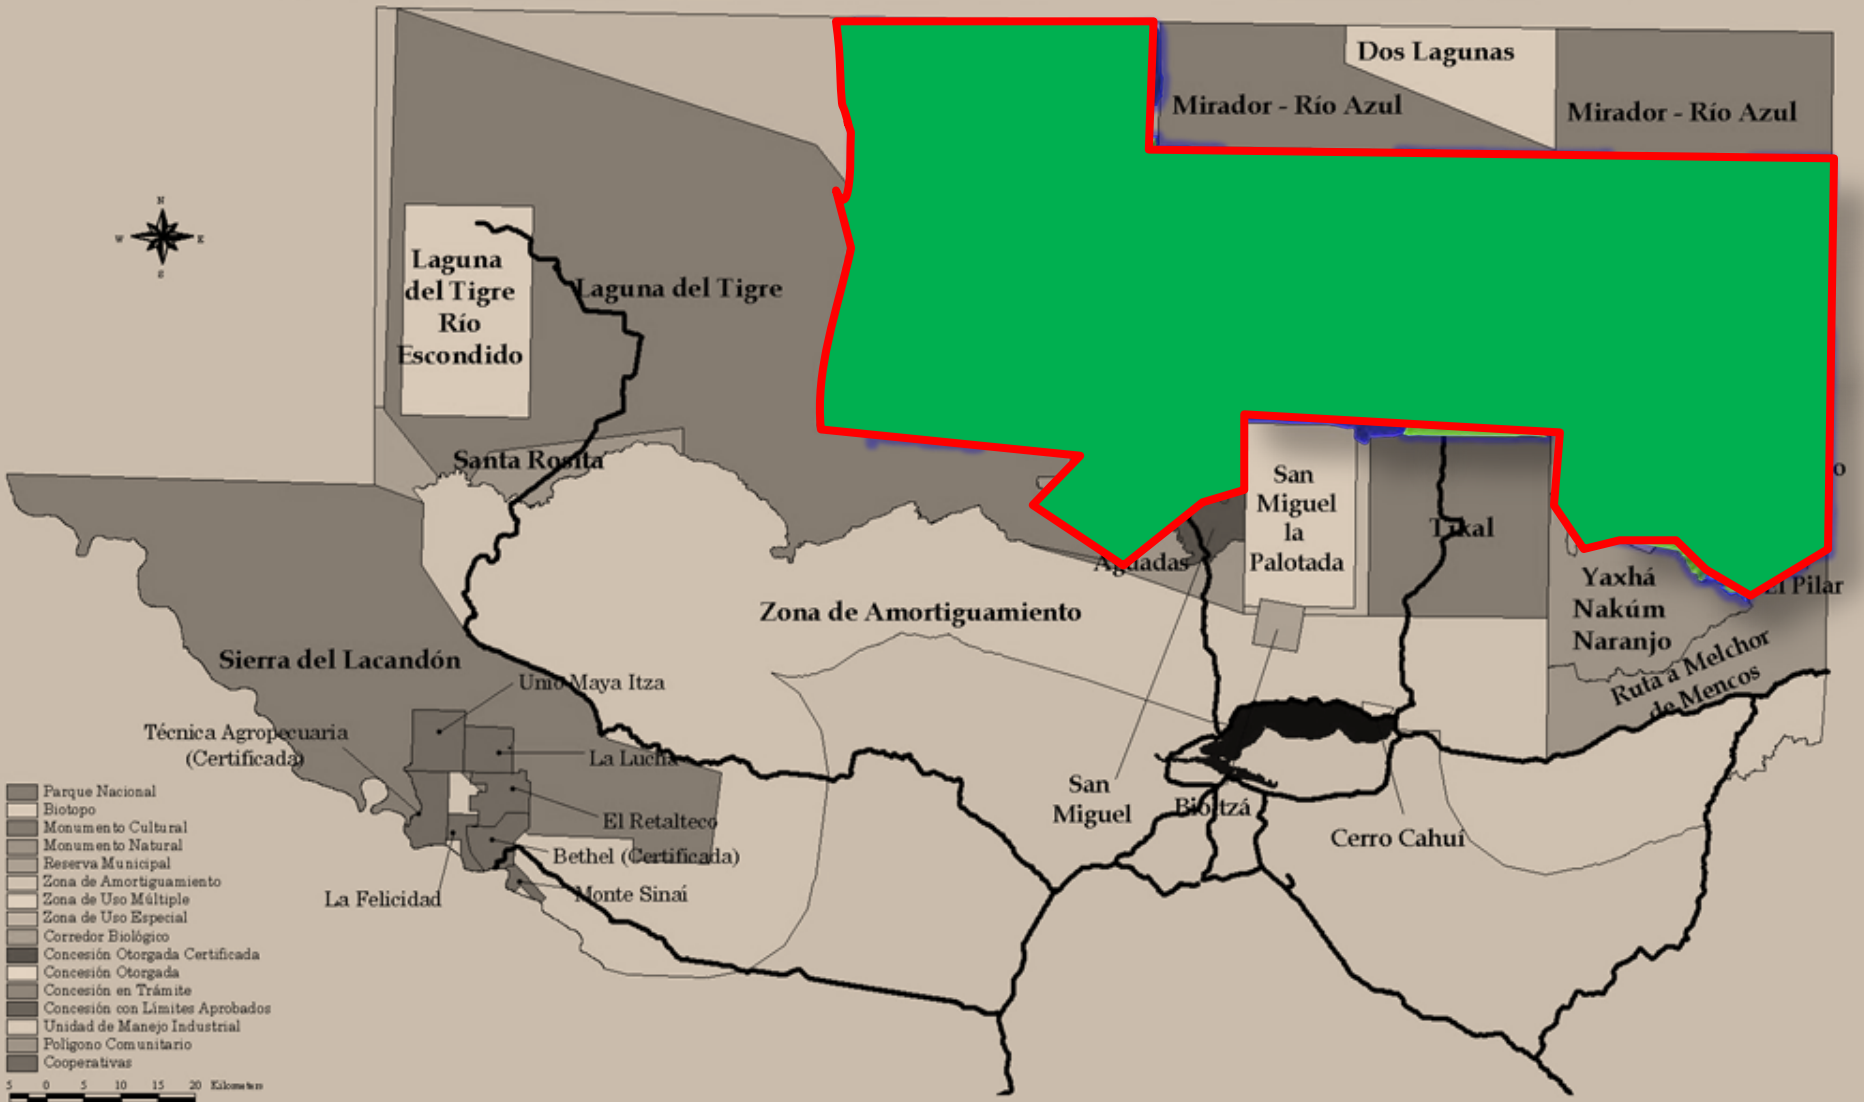 Dos Lagunas
Mirador - Río Azul
Mirador - Río Azul
N
W
E
S
Laguna
del Tigre
Río
Escondido
Laguna del Tigre
Santa Rosita
San
Miguel
la
Palotada
Tikal
o
Aguadas
Yaxhá
Nakúm
Naranjo
El Pilar
Zona de Amortiguamiento
Ruta a Melchor
de Mencos
Sierra del Lacandón
Unio Maya Itza
Técnica Agropecuaria
(Certificada)
La Lucha
San
Miguel
Bioitzá
El Retalteco
Cerro Cahuí
Bethel (Certificada)
La Felicidad
Monte Sinaí
Parque Nacional
Biotopo
Monumento Cultural
Monumento Natural
Reserva Municipal
Zona de Amortiguamiento
Zona de Uso Múltiple
Zona de Uso Especial
Corredor Biológico
Concesión Otorgada Certificada
Concesión Otorgada
Concesión en Trámite
Concesión con Límites Aprobados
Unidad de Manejo Industrial
Polígono Comunitario
Cooperativas
5 0 5 10 15 20 Kilometers